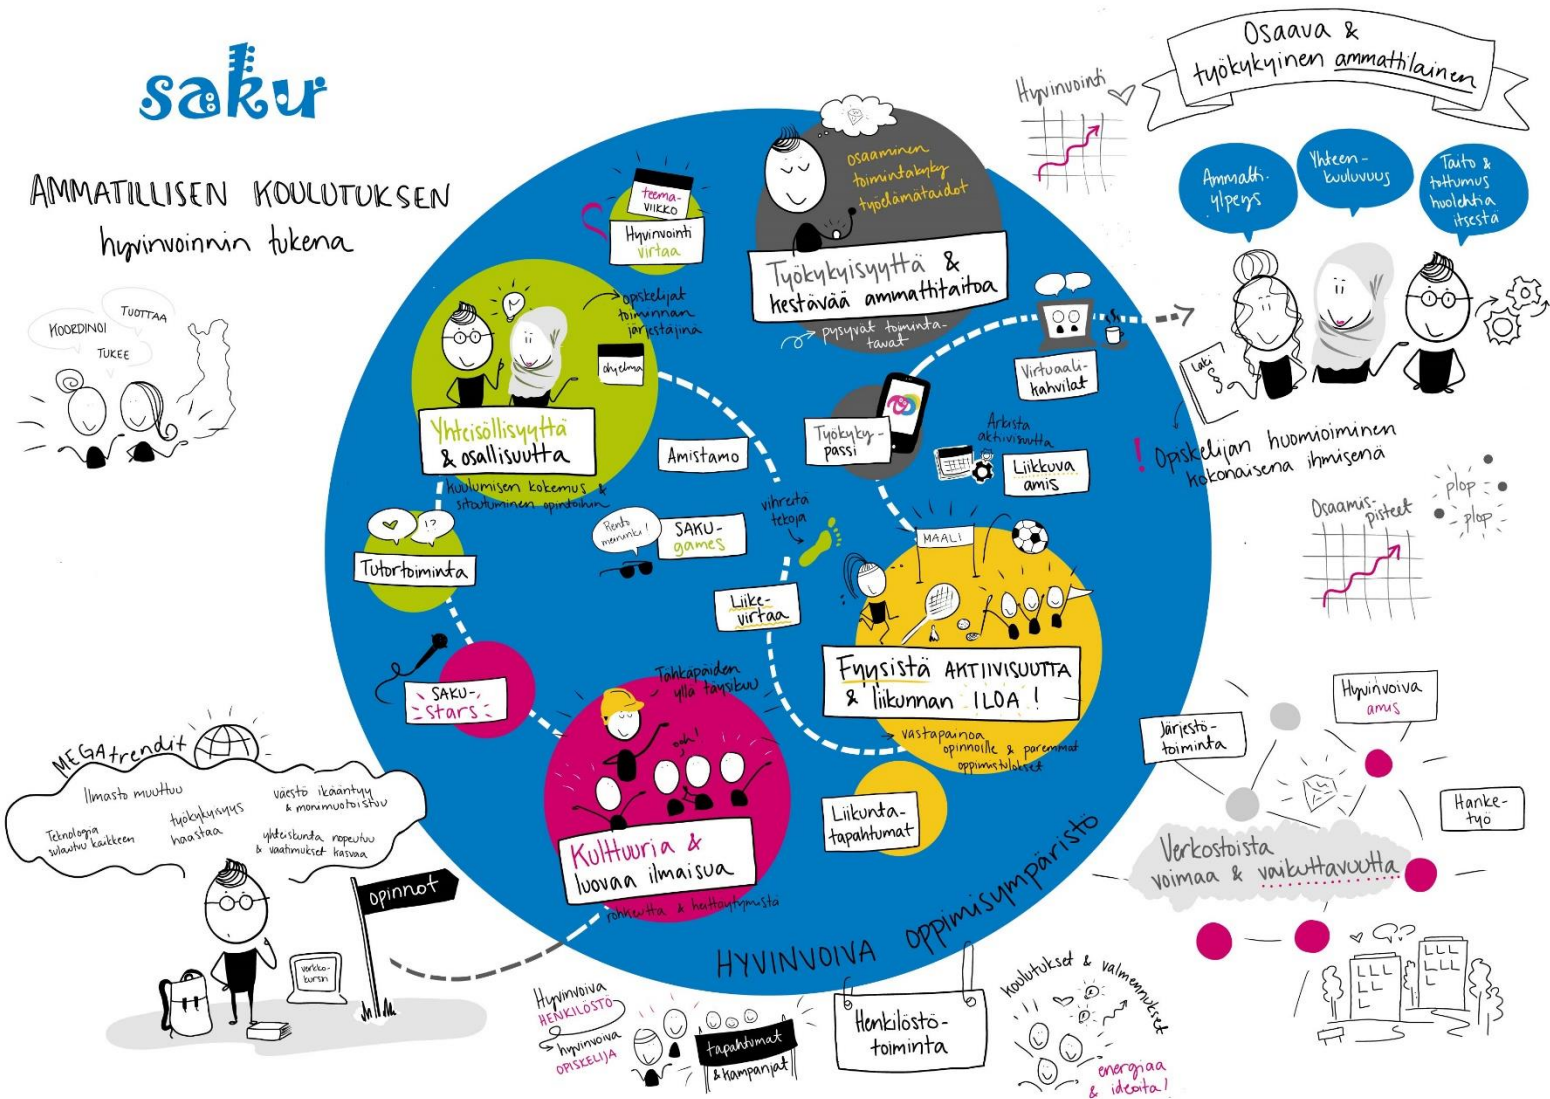 saku
AMMATILLISEN KOULUTUKSEN
hyvinvoinnin tukena
KOORDINOI
TUOTTAA
TUKEE
teema-
VIIKKO
Hyvinvointi
virtaa
osaaminen
toimintakyky
työelämätaidot
Työkykyisyyttä &
kestävää ammattitaitoa
pysyvät toiminta-
tavat
Hyvinvointi
Osaava &
työkykyinen ammattilainen
Ammatti-
ylpeys
Yhteen-
kuuluvuus
Taito &
tottumus
huolehtia
itsestä
Laki
§
! Opiskelijan huomioiminen
kokonaisena ihmisenä
Osaamis-
pisteet
plop
plop
opiskelijat
toiminnan
järjestäjinä
ohjelma
Yhteisöllisyyttä
& osallisuutta
kuulumisen kokemus &
sitoutuminen opintoihin
Virtuaali-
kahvilat
Työkyky-
passi
Arkista
aktiivisuutta
Liikkuva
amis
Amistamo
Rento
meininki!
SAKU-
games
vihreitä
tekoja
Liike-
virtaa
!?
Tutortoiminta
SAKU-
stars
MAALI
Fyysistä AKTIIVISUUTTA
& liikunnan ILOA!
vastapainoa
opinnoille & paremmat
oppimistulokset
Liikunta-
tapahtumat
Tähkäpäiden
yllä täysikuu
ooh!
Kulttuuria &
luovaa ilmaisua
rohkeutta & heittäytymistä
HYVINVOIVA oppimisympäristö
MEGAtrendit
Ilmasto muuttuu
Teknologia
sulautuu kaikkeen
työkykyisyys
haastaa
väestö ikääntyy
& monimuotoistuu
yhteiskunta nopeutuu
& vaatimukset kasvaa
opinnot
verkko-
kurssi
Hyvinvoiva
HENKILÖSTÖ
hyvinvoiva
OPISKELIJA
tapahtumat
& kampanjat
Henkilöstö-
toiminta
koulutukset & valmennukset
energiaa
& ideoita!
Järjestö-
toiminta
Hyvinvoiva
amis
Hanke-
työ
Verkostoista
voimaa & vaikuttavuutta